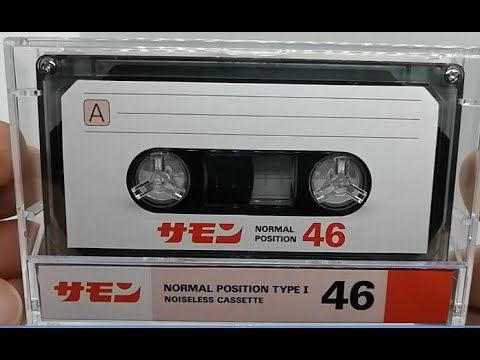 A
サモン NORMAL POSITION 46
サモン NORMAL POSITION TYPE I NOISELESS CASSETTE 46